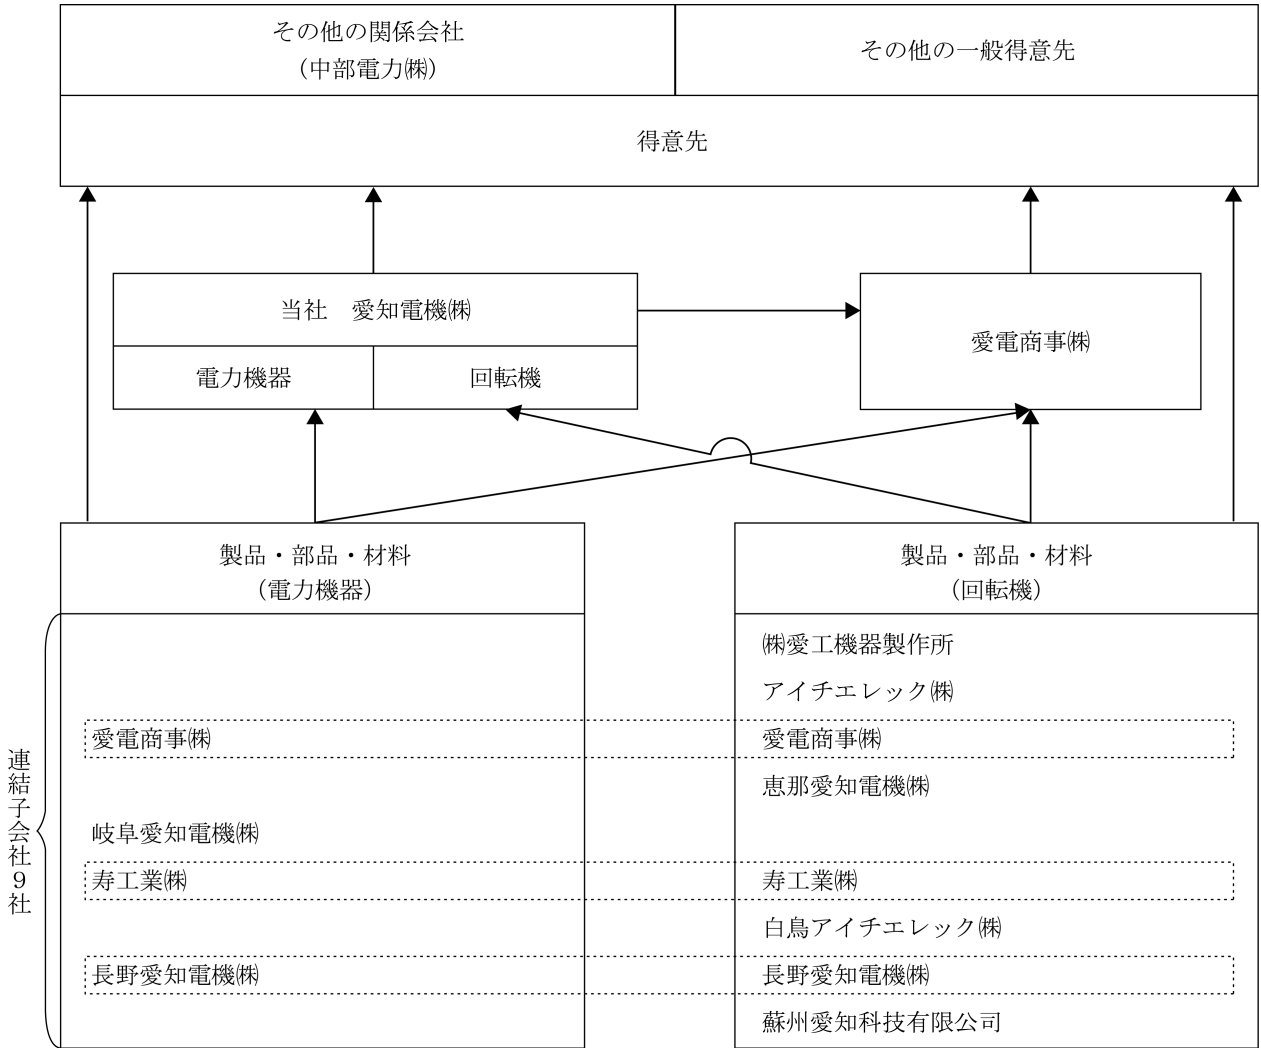 その他の関係会社
(中部電力㈱)
その他の一般得意先
得意先
当社　愛知電機㈱
電力機器
回転機
愛電商事㈱
製品・部品・材料
(電力機器)
製品・部品・材料
(回転機)
連結子会社9社
愛電商事㈱
岐阜愛知電機㈱
寿工業㈱
長野愛知電機㈱
㈱愛工機器製作所
アイチエレック㈱
愛電商事㈱
恵那愛知電機㈱
寿工業㈱
白鳥アイチエレック㈱
長野愛知電機㈱
蘇州愛知科技有限公司